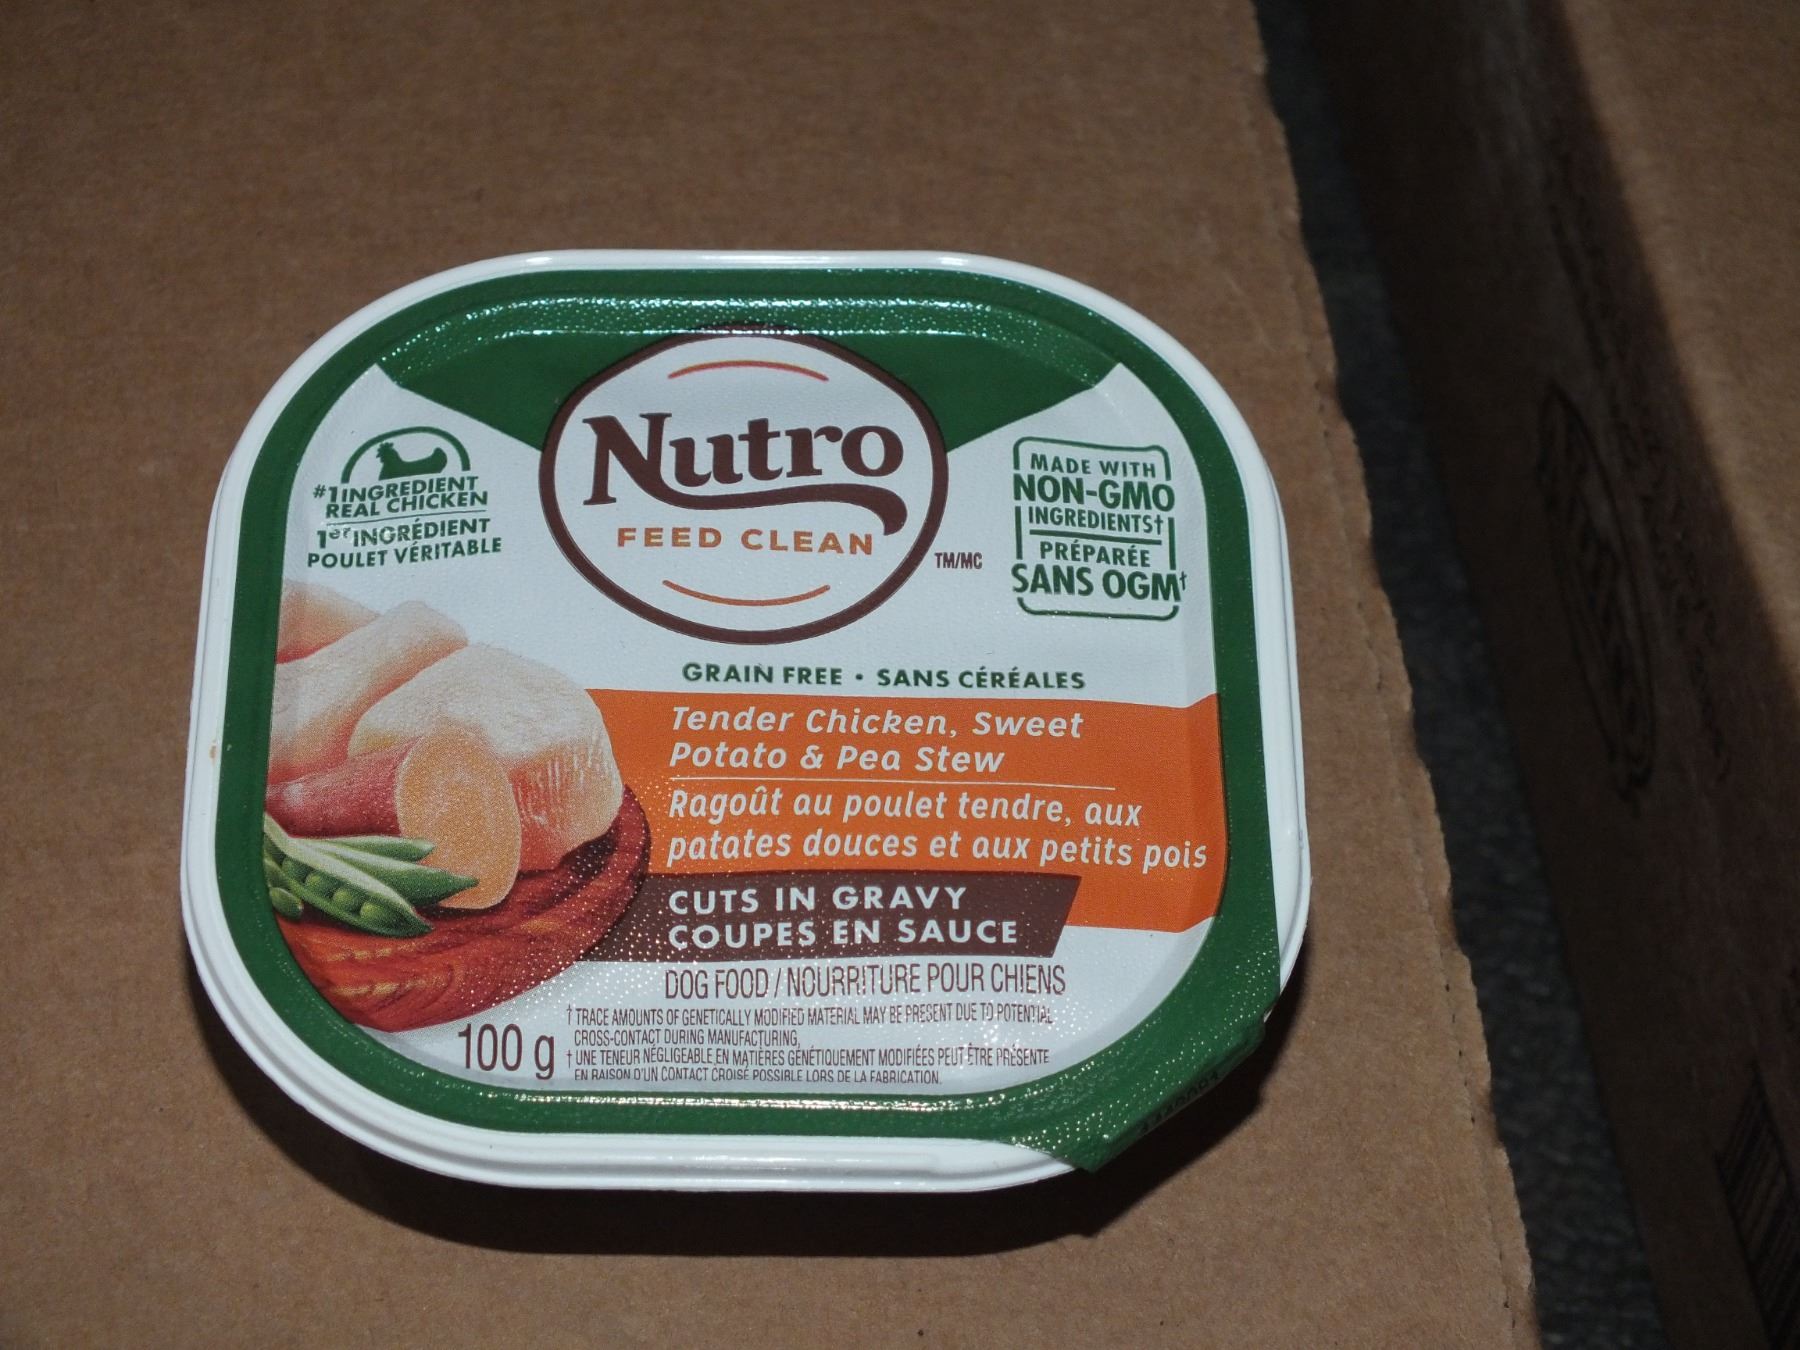 Nutro
FEED CLEAN
TM/MC
#1 INGREDIENT
REAL CHICKEN
1er INGRÉDIENT
POULET VÉRITABLE
MADE WITH
NON-GMO
INGREDIENTS†
PRÉPARÉE
SANS OGM†
GRAIN FREE • SANS CÉRÉALES
Tender Chicken, Sweet
Potato & Pea Stew
Ragoût au poulet tendre, aux
patates douces et aux petits pois
CUTS IN GRAVY
COUPES EN SAUCE
DOG FOOD / NOURRITURE POUR CHIENS
100 g
† TRACE AMOUNTS OF GENETICALLY MODIFIED MATERIAL MAY BE PRESENT DUE TO POTENTIAL
CROSS-CONTACT DURING MANUFACTURING.
† UNE TENEUR NÉGLIGEABLE EN MATIÈRES GÉNÉTIQUEMENT MODIFIÉES PEUT ÊTRE PRÉSENTE
EN RAISON D'UN CONTACT CROISÉ POSSIBLE LORS DE LA FABRICATION.